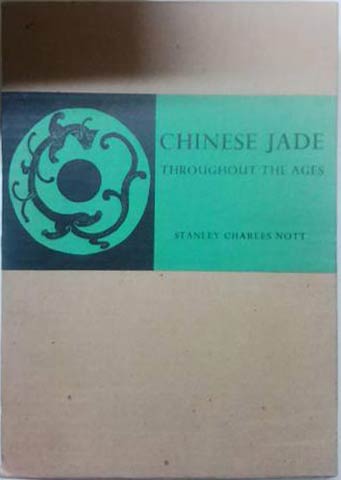 CHINESE JADE
THROUGHOUT THE AGES
STANLEY CHARLES NOTT